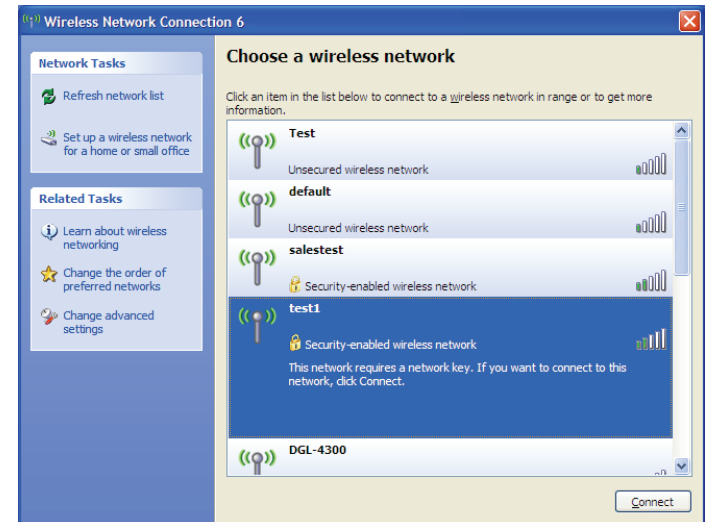 Wireless Network Connection 6
Network Tasks
Refresh network list
Set up a wireless network
for a home or small office
Related Tasks
Learn about wireless
networking
Change the order of
preferred networks
Change advanced
settings
Choose a wireless network
Click an item in the list below to connect to a wireless network in range or to get more
information.
Test
Unsecured wireless network
default
Unsecured wireless network
salestest
Security-enabled wireless network
test1
Security-enabled wireless network
This network requires a network key. If you want to connect to this
network, click Connect.
DGL-4300
Connect